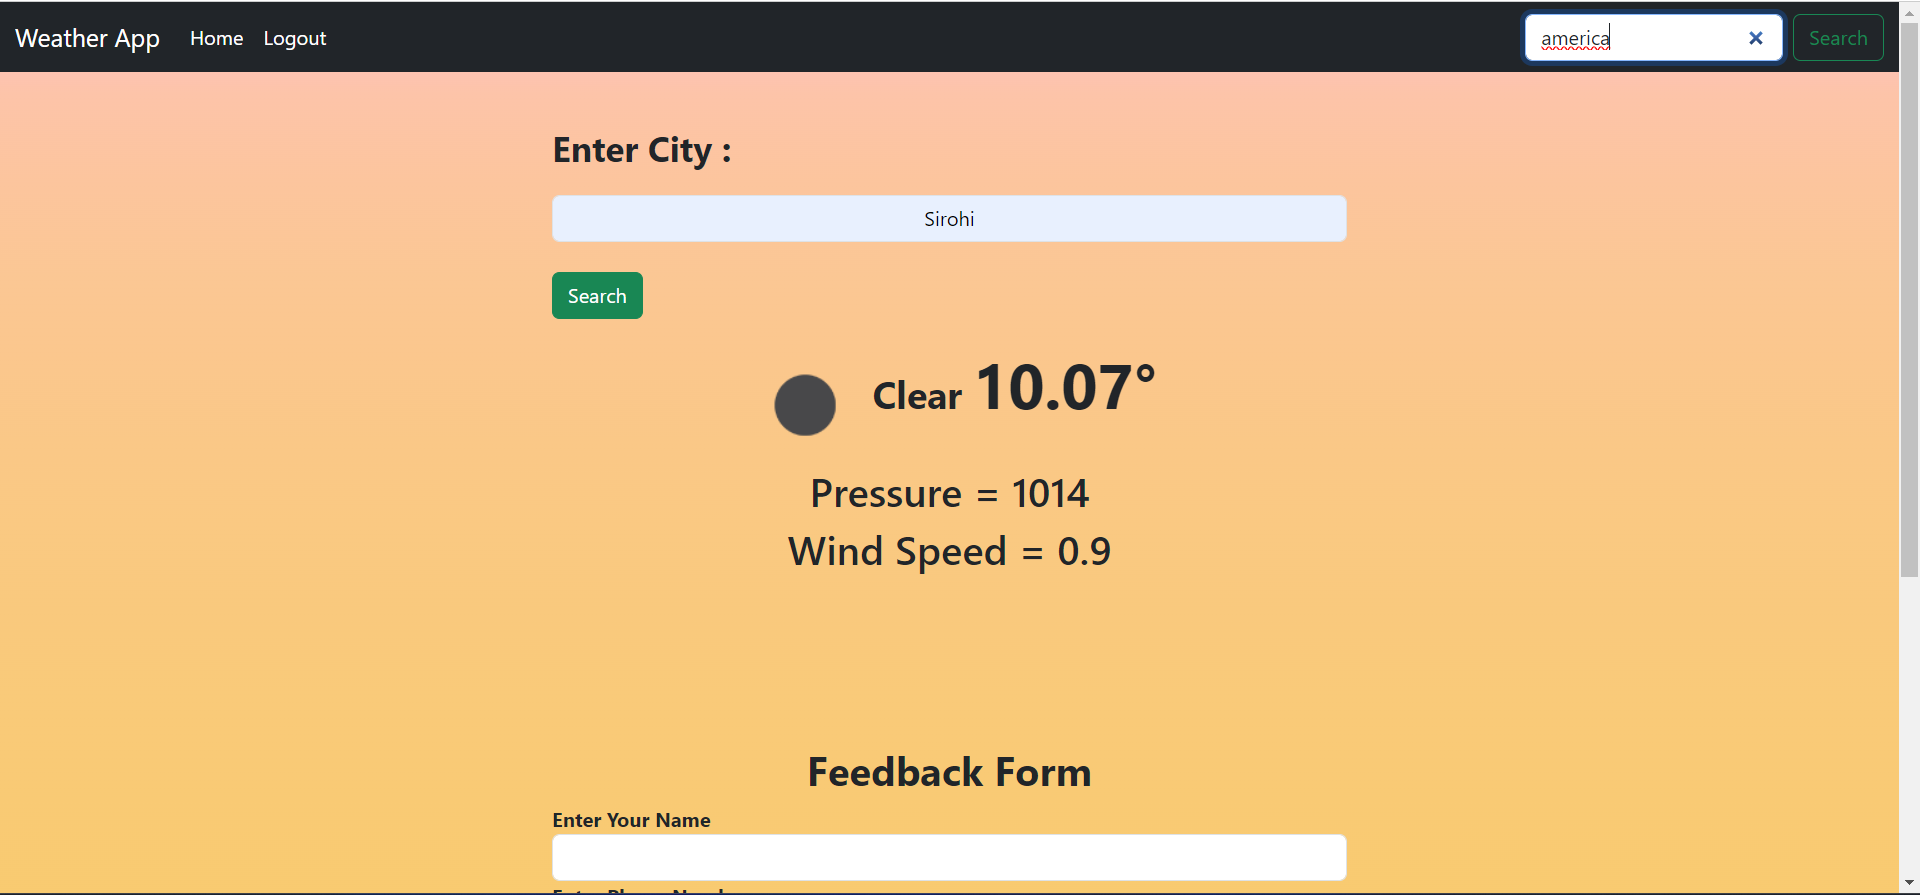 Weather App Home Logout america Search
Enter City :
Sirohi
Search
Clear 10.07°
Pressure = 1014
Wind Speed = 0.9
Feedback Form
Enter Your Name